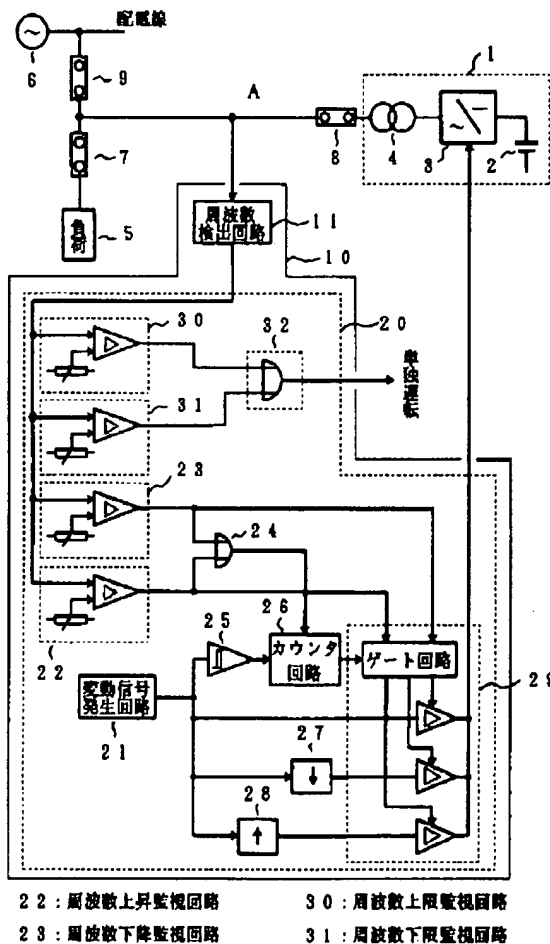 配電線
6
9
A
1
8
4
3
2
7
負荷
5
周波数
検出回路
11
10
30
32
20
単独運転
31
23
24
25
26
カウンタ
回路
ゲート回路
22
29
変動信号
発生回路
21
27
↓
28
↑
22:周波数上昇監視回路
30:周波数上限監視回路
23:周波数下降監視回路
31:周波数下限監視回路